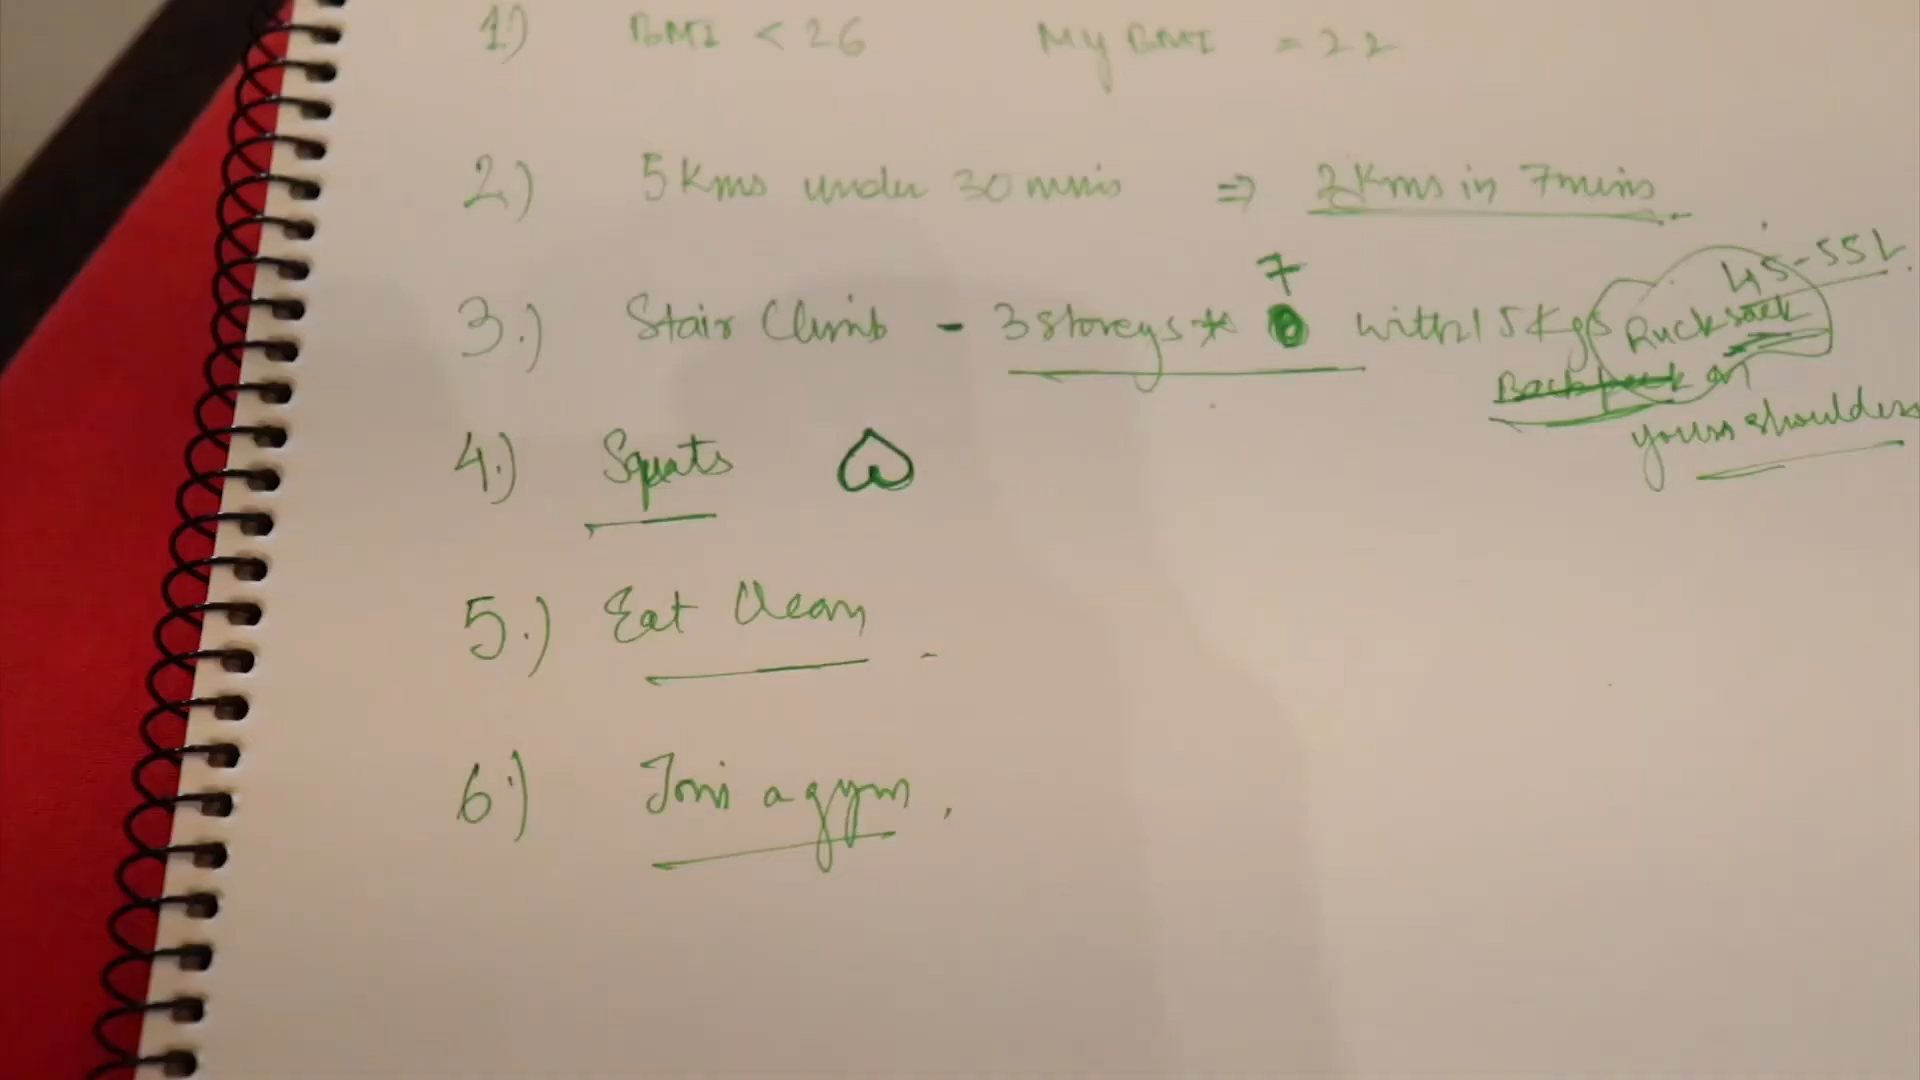 1) BMI < 26 My BMI = 22
2) 5 Kms under 30 mins => 2 Kms in 7 mins
7
45-55L.
3.) Stair Climb - 3 storeys * with 15 Kgs Rucksack
Backpack on
your shoulders
4.) Squats
5.) Eat Clean.
6.) Join a gym.